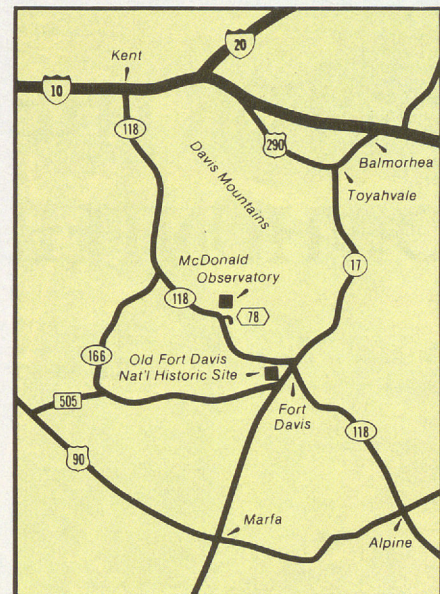 20
Kent
10
118
290
Davis Mountains
Balmorhea
Toyahvale
17
McDonald
Observatory
118
78
166
Old Fort Davis
Nat'l Historic Site
505
Fort
Davis
118
90
Marfa
Alpine